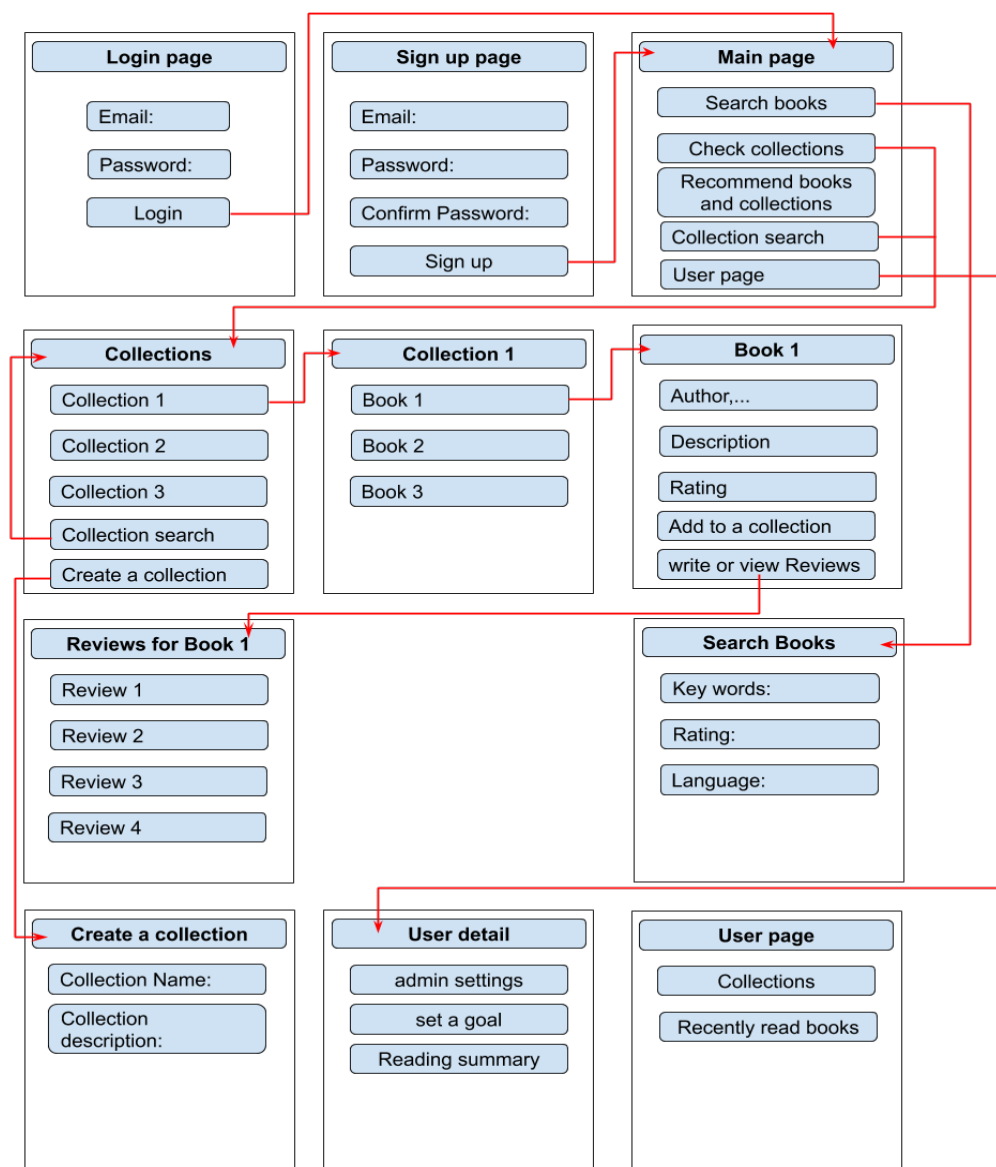 Login page
Email:
Password:
Login
Sign up page
Email:
Password:
Confirm Password:
Sign up
Main page
Search books
Check collections
Recommend books
and collections
Collection search
User page
Collections
Collection 1
Collection 2
Collection 3
Collection search
Create a collection
Collection 1
Book 1
Book 2
Book 3
Book 1
Author,...
Description
Rating
Add to a collection
write or view Reviews
Reviews for Book 1
Review 1
Review 2
Review 3
Review 4
Search Books
Key words:
Rating:
Language:
Create a collection
Collection Name:
Collection
description:
User detail
admin settings
set a goal
Reading summary
User page
Collections
Recently read books